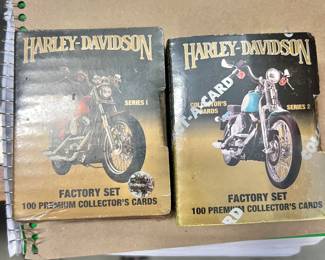 HARLEY-DAVIDSON
SERIES 1
FACTORY SET
100 PREMIUM COLLECTOR'S CARDS
HARLEY-DAVIDSON
COLLECTOR'S
CARDS
SERIES 2
FACTORY SET
100 PREMIUM COLLECTOR'S CARDS